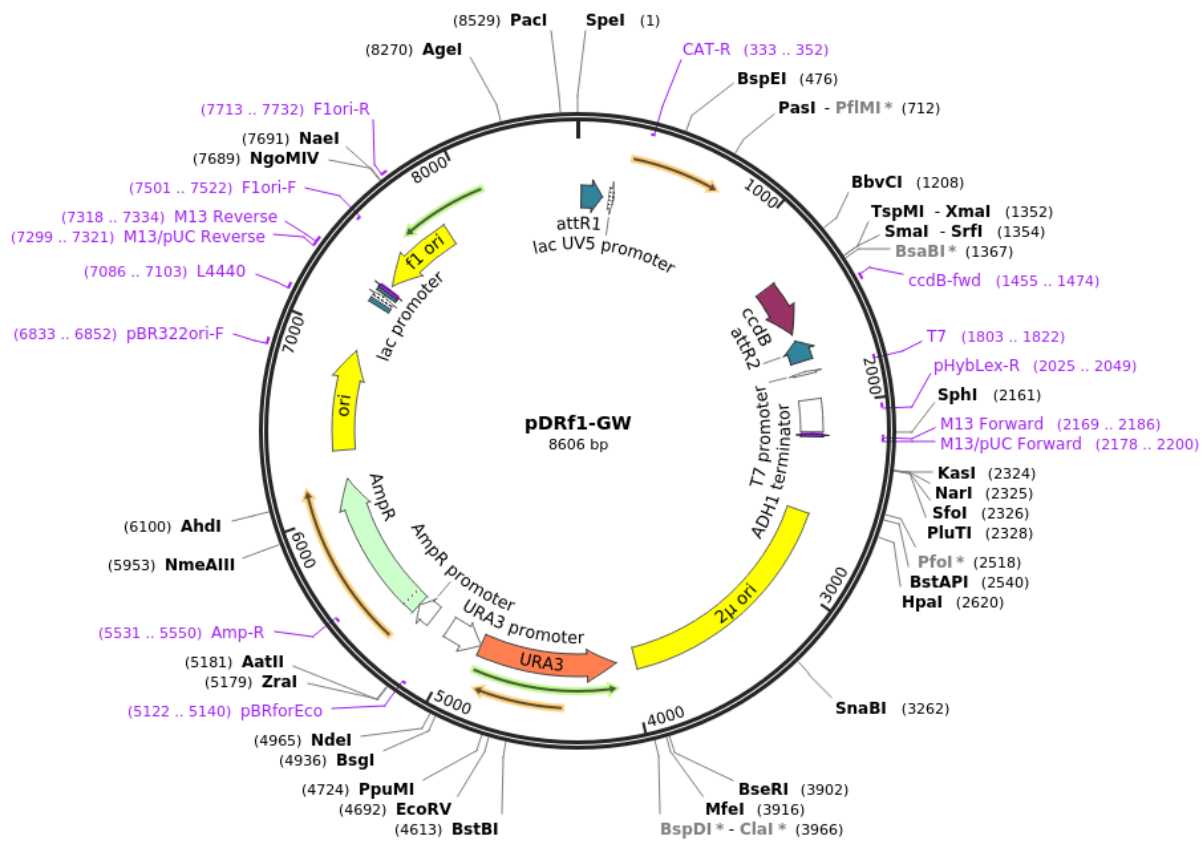 (8529) PacI
SpeI (1)
(8270) AgeI
CAT-R (333 .. 352)
BspEI (476)
PasI - PflMI * (712)
(7713 .. 7732) F1ori-R
(7691) NaeI
(7689) NgoMIV
(7501 .. 7522) F1ori-F
(7318 .. 7334) M13 Reverse
(7299 .. 7321) M13/pUC Reverse
(7086 .. 7103) L4440
(6833 .. 6852) pBR322ori-F
BbvCI (1208)
TspMI - XmaI (1352)
SmaI - SrfI (1354)
BsaBI * (1367)
ccdB-fwd (1455 .. 1474)
T7 (1803 .. 1822)
pHybLex-R (2025 .. 2049)
SphI (2161)
M13 Forward (2169 .. 2186)
M13/pUC Forward (2178 .. 2200)
KasI (2324)
NarI (2325)
SfoI (2326)
PluTI (2328)
PfoI * (2518)
BstAPI (2540)
HpaI (2620)
SnaBI (3262)
BseRI (3902)
MfeI (3916)
BspDI * - ClaI * (3966)
(6100) AhdI
(5953) NmeAIII
(5531 .. 5550) Amp-R
(5181) AatII
(5179) ZraI
(5122 .. 5140) pBRforEco
(4965) NdeI
(4936) BsgI
(4724) PpuMI
(4692) EcoRV
(4613) BstBI
1000
2000
3000
4000
5000
6000
7000
8000
attR1
lac UV5 promoter
ccdB
attR2
T7 promoter
ADH1 terminator
2µ ori
URA3
URA3 promoter
AmpR promoter
AmpR
ori
lac promoter
f1 ori
pDRf1-GW
8606 bp